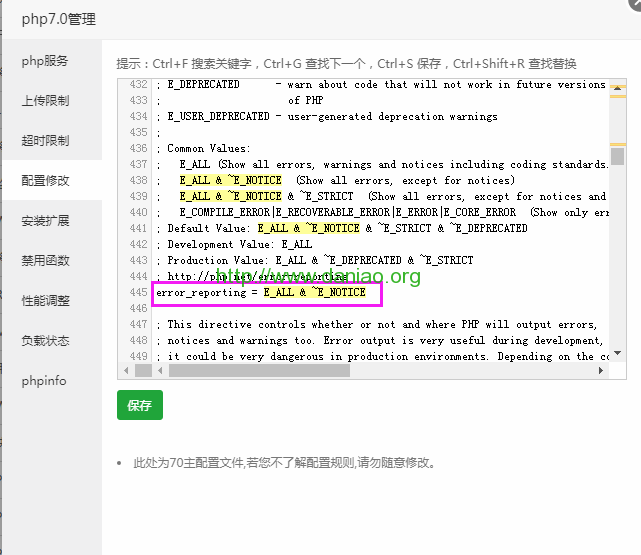 php7.0管理
php服务
上传限制
超时限制
配置修改
安装扩展
禁用函数
性能调整
负载状态
phpinfo
提示：Ctrl+F 搜索关键字，Ctrl+G 查找下一个，Ctrl+S 保存，Ctrl+Shift+R 查找替换
432 ; E_DEPRECATED - warn about code that will not work in future versions
433 ; of PHP
434 ; E_USER_DEPRECATED - user-generated deprecation warnings
435 ;
436 ; Common Values:
437 ; E_ALL (Show all errors, warnings and notices including coding standards.
438 ; E_ALL & ~E_NOTICE (Show all errors, except for notices)
439 ; E_ALL & ~E_NOTICE & ~E_STRICT (Show all errors, except for notices and
440 ; E_COMPILE_ERROR|E_RECOVERABLE_ERROR|E_ERROR|E_CORE_ERROR (Show only err
441 ; Default Value: E_ALL & ~E_NOTICE & ~E_STRICT & ~E_DEPRECATED
442 ; Development Value: E_ALL
443 ; Production Value: E_ALL & ~E_DEPRECATED & ~E_STRICT
444 ; http://php.net/error-reporting
http://www.daniao.org
445 error_reporting = E_ALL & ~E_NOTICE
446
447 ; This directive controls whether or not and where PHP will output errors,
448 ; notices and warnings too. Error output is very useful during development,
449 ; it could be very dangerous in production environments. Depending on the co
保存
• 此处为70主配置文件,若您不了解配置规则,请勿随意修改。